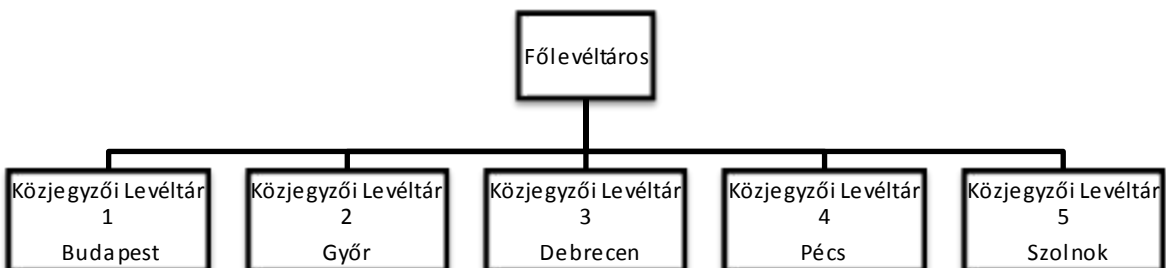 Főlevéltáros
Közjegyzői Levéltár
1
Budapest
Közjegyzői Levéltár
2
Győr
Közjegyzői Levéltár
3
Debrecen
Közjegyzői Levéltár
4
Pécs
Közjegyzői Levéltár
5
Szolnok